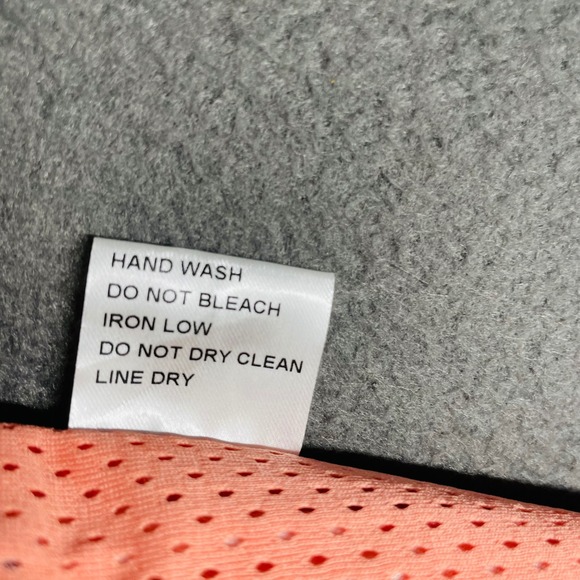 HAND WASH
DO NOT BLEACH
IRON LOW
DO NOT DRY CLEAN
LINE DRY